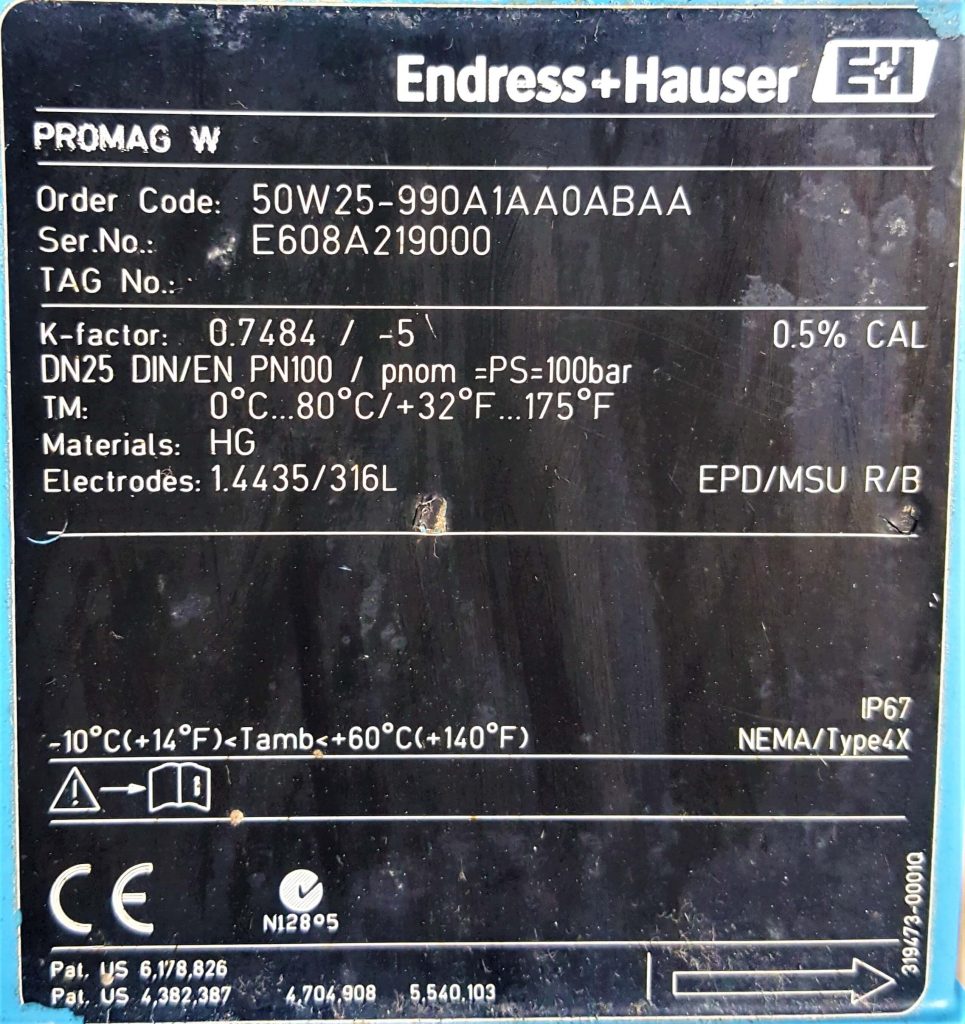 Endress+Hauser E+H
PROMAG W
Order Code: 50W25-990A1AA0ABAA
Ser.No.: E608A219000
TAG No.:
K-factor: 0.7484 / -5 0.5% CAL
DN25 DIN/EN PN100 / pnom =PS=100bar
TM: 0°C...80°C/+32°F...175°F
Materials: HG
Electrodes: 1.4435/316L EPD/MSU R/B
IP67
-10°C(+14°F)<Tamb<+60°C(+140°F) NEMA/Type4X
i
CE
N12895
319473-0001Q
Pat. US 6,178,826
Pat. US 4,382,387 4,704,908 5,540,103